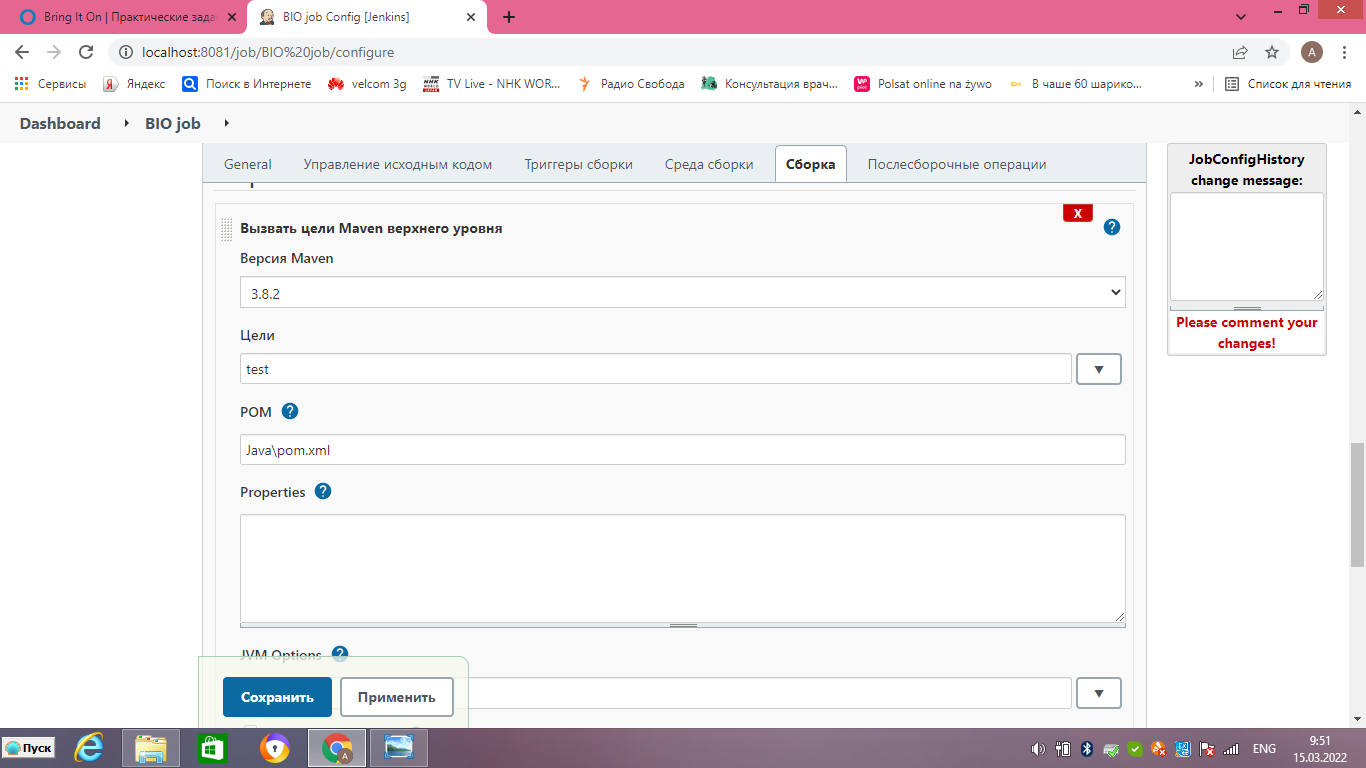 Bring It On | Практические зада
BIO job Config [Jenkins]
localhost:8081/job/BIO%20job/configure
A
Сервисы
Яндекс
Поиск в Интернете
velcom 3g
TV Live - NHK WOR...
Радио Свобода
Консультация врач...
Polsat online na żywo
В чаше 60 шарико...
»
Список для чтения
Dashboard
BIO job
General
Управление исходным кодом
Триггеры сборки
Среда сборки
Сборка
Послесборочные операции
JobConfigHistory
change message:
Please comment your
changes!
X
Вызвать цели Maven верхнего уровня
?
Версия Maven
3.8.2
Цели
test
POM ?
Java\pom.xml
Properties ?
JVM Options ?
Сохранить
Применить
Пуск
ENG
9:51
15.03.2022